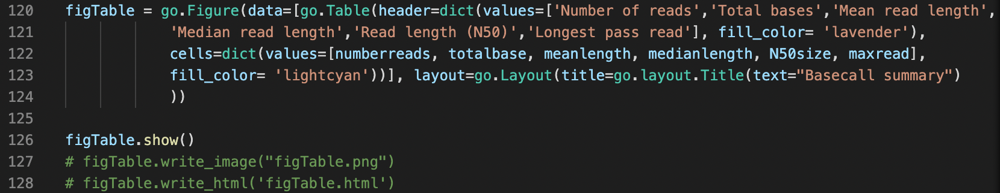 120 figTable = go.Figure(data=[go.Table(header=dict(values=['Number of reads','Total bases','Mean read length',
121 'Median read length','Read length (N50)','Longest pass read'], fill_color= 'lavender'),
122 cells=dict(values=[numberreads, totalbase, meanlength, medianlength, N50size, maxread],
123 fill_color= 'lightcyan'))], layout=go.Layout(title=go.layout.Title(text="Basecall summary")
124 ))
125
126 figTable.show()
127 # figTable.write_image("figTable.png")
128 # figTable.write_html('figTable.html')